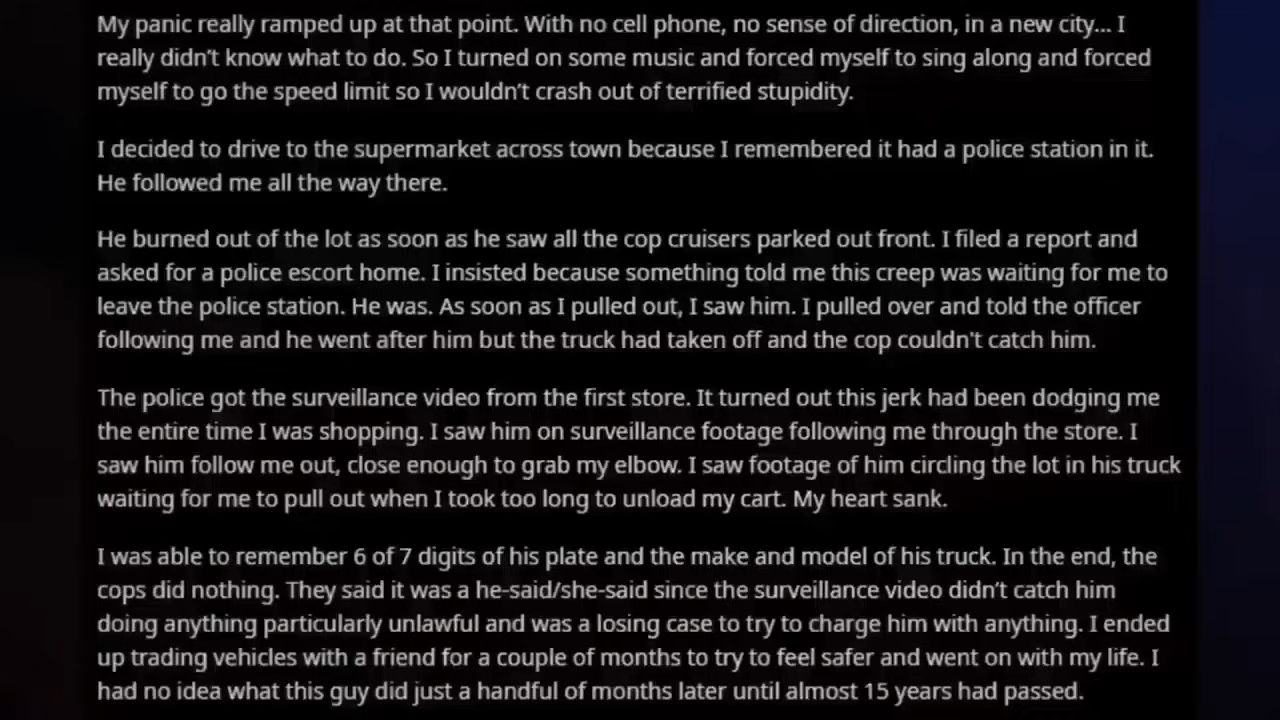 My panic really ramped up at that point. With no cell phone, no sense of direction, in a new city... I
really didn’t know what to do. So I turned on some music and forced myself to sing along and forced
myself to go the speed limit so I wouldn’t crash out of terrified stupidity.
I decided to drive to the supermarket across town because I remembered it had a police station in it.
He followed me all the way there.
He burned out of the lot as soon as he saw all the cop cruisers parked out front. I filed a report and
asked for a police escort home. I insisted because something told me this creep was waiting for me to
leave the police station. He was. As soon as I pulled out, I saw him. I pulled over and told the officer
following me and he went after him but the truck had taken off and the cop couldn't catch him.
The police got the surveillance video from the first store. It turned out this jerk had been dodging me
the entire time I was shopping. I saw him on surveillance footage following me through the store. I
saw him follow me out, close enough to grab my elbow. I saw footage of him circling the lot in his truck
waiting for me to pull out when I took too long to unload my cart. My heart sank.
I was able to remember 6 of 7 digits of his plate and the make and model of his truck. In the end, the
cops did nothing. They said it was a he-said/she-said since the surveillance video didn’t catch him
doing anything particularly unlawful and was a losing case to try to charge him with anything. I ended
up trading vehicles with a friend for a couple of months to try to feel safer and went on with my life. I
had no idea what this guy did just a handful of months later until almost 15 years had passed.